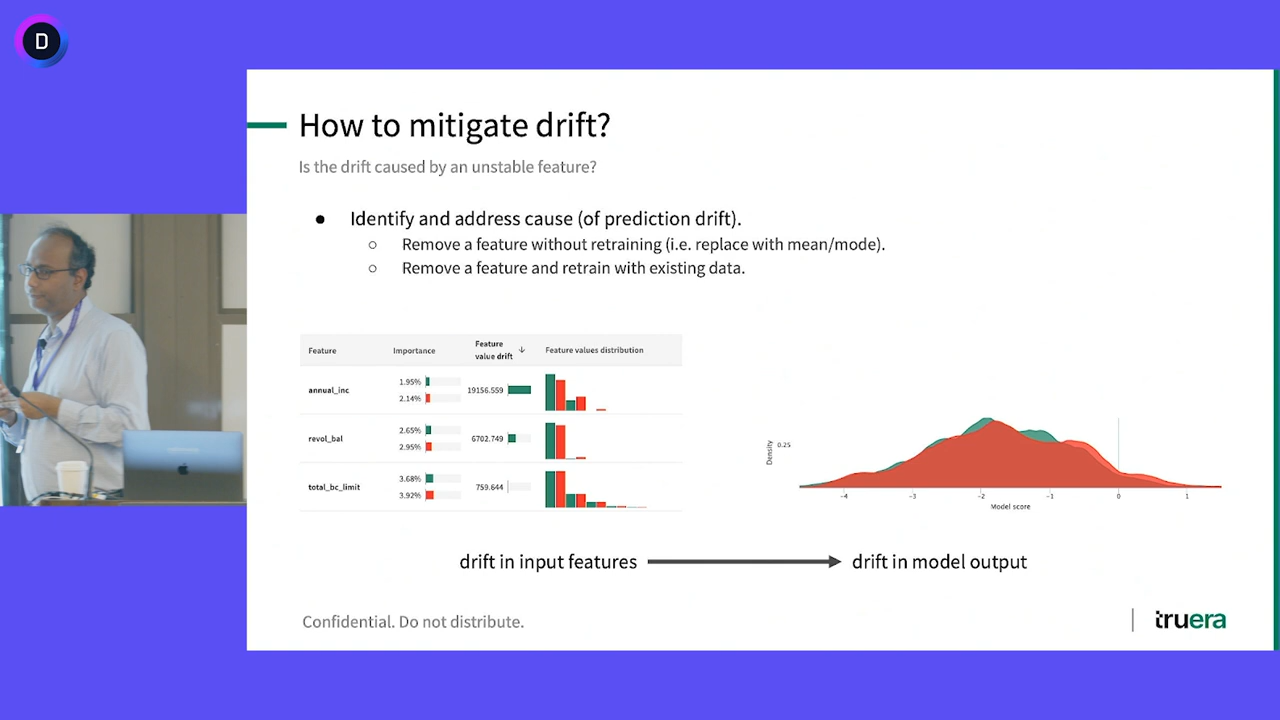 D
How to mitigate drift?
Is the drift caused by an unstable feature?
● Identify and address cause (of prediction drift).
○ Remove a feature without retraining (i.e. replace with mean/mode).
○ Remove a feature and retrain with existing data.
Feature Importance Feature value drift ↓ Feature values distribution
annual_inc 1.95% 2.14% 19156.559
revol_bal 2.65% 2.95% 6702.749
total_bc_limit 3.68% 3.92% 759.644
Density
0.25
-4 -3 -2 -1 0 1
Model score
drift in input features drift in model output
Confidential. Do not distribute.
truera